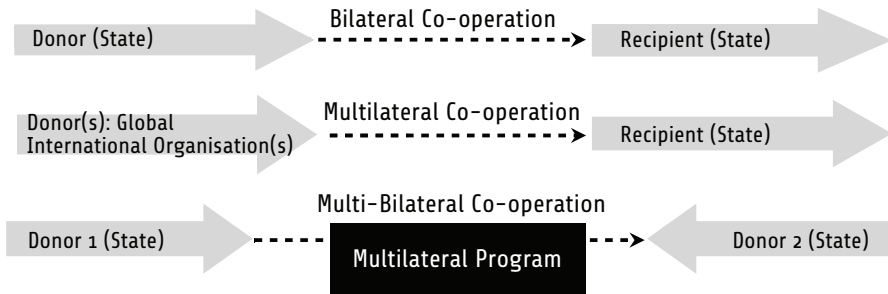 Bilateral Co-operation
Donor (State)
Recipient (State)
Multilateral Co-operation
Donor(s): Global
International Organisation(s)
Recipient (State)
Multi-Bilateral Co-operation
Donor 1 (State)
Multilateral Program
Donor 2 (State)